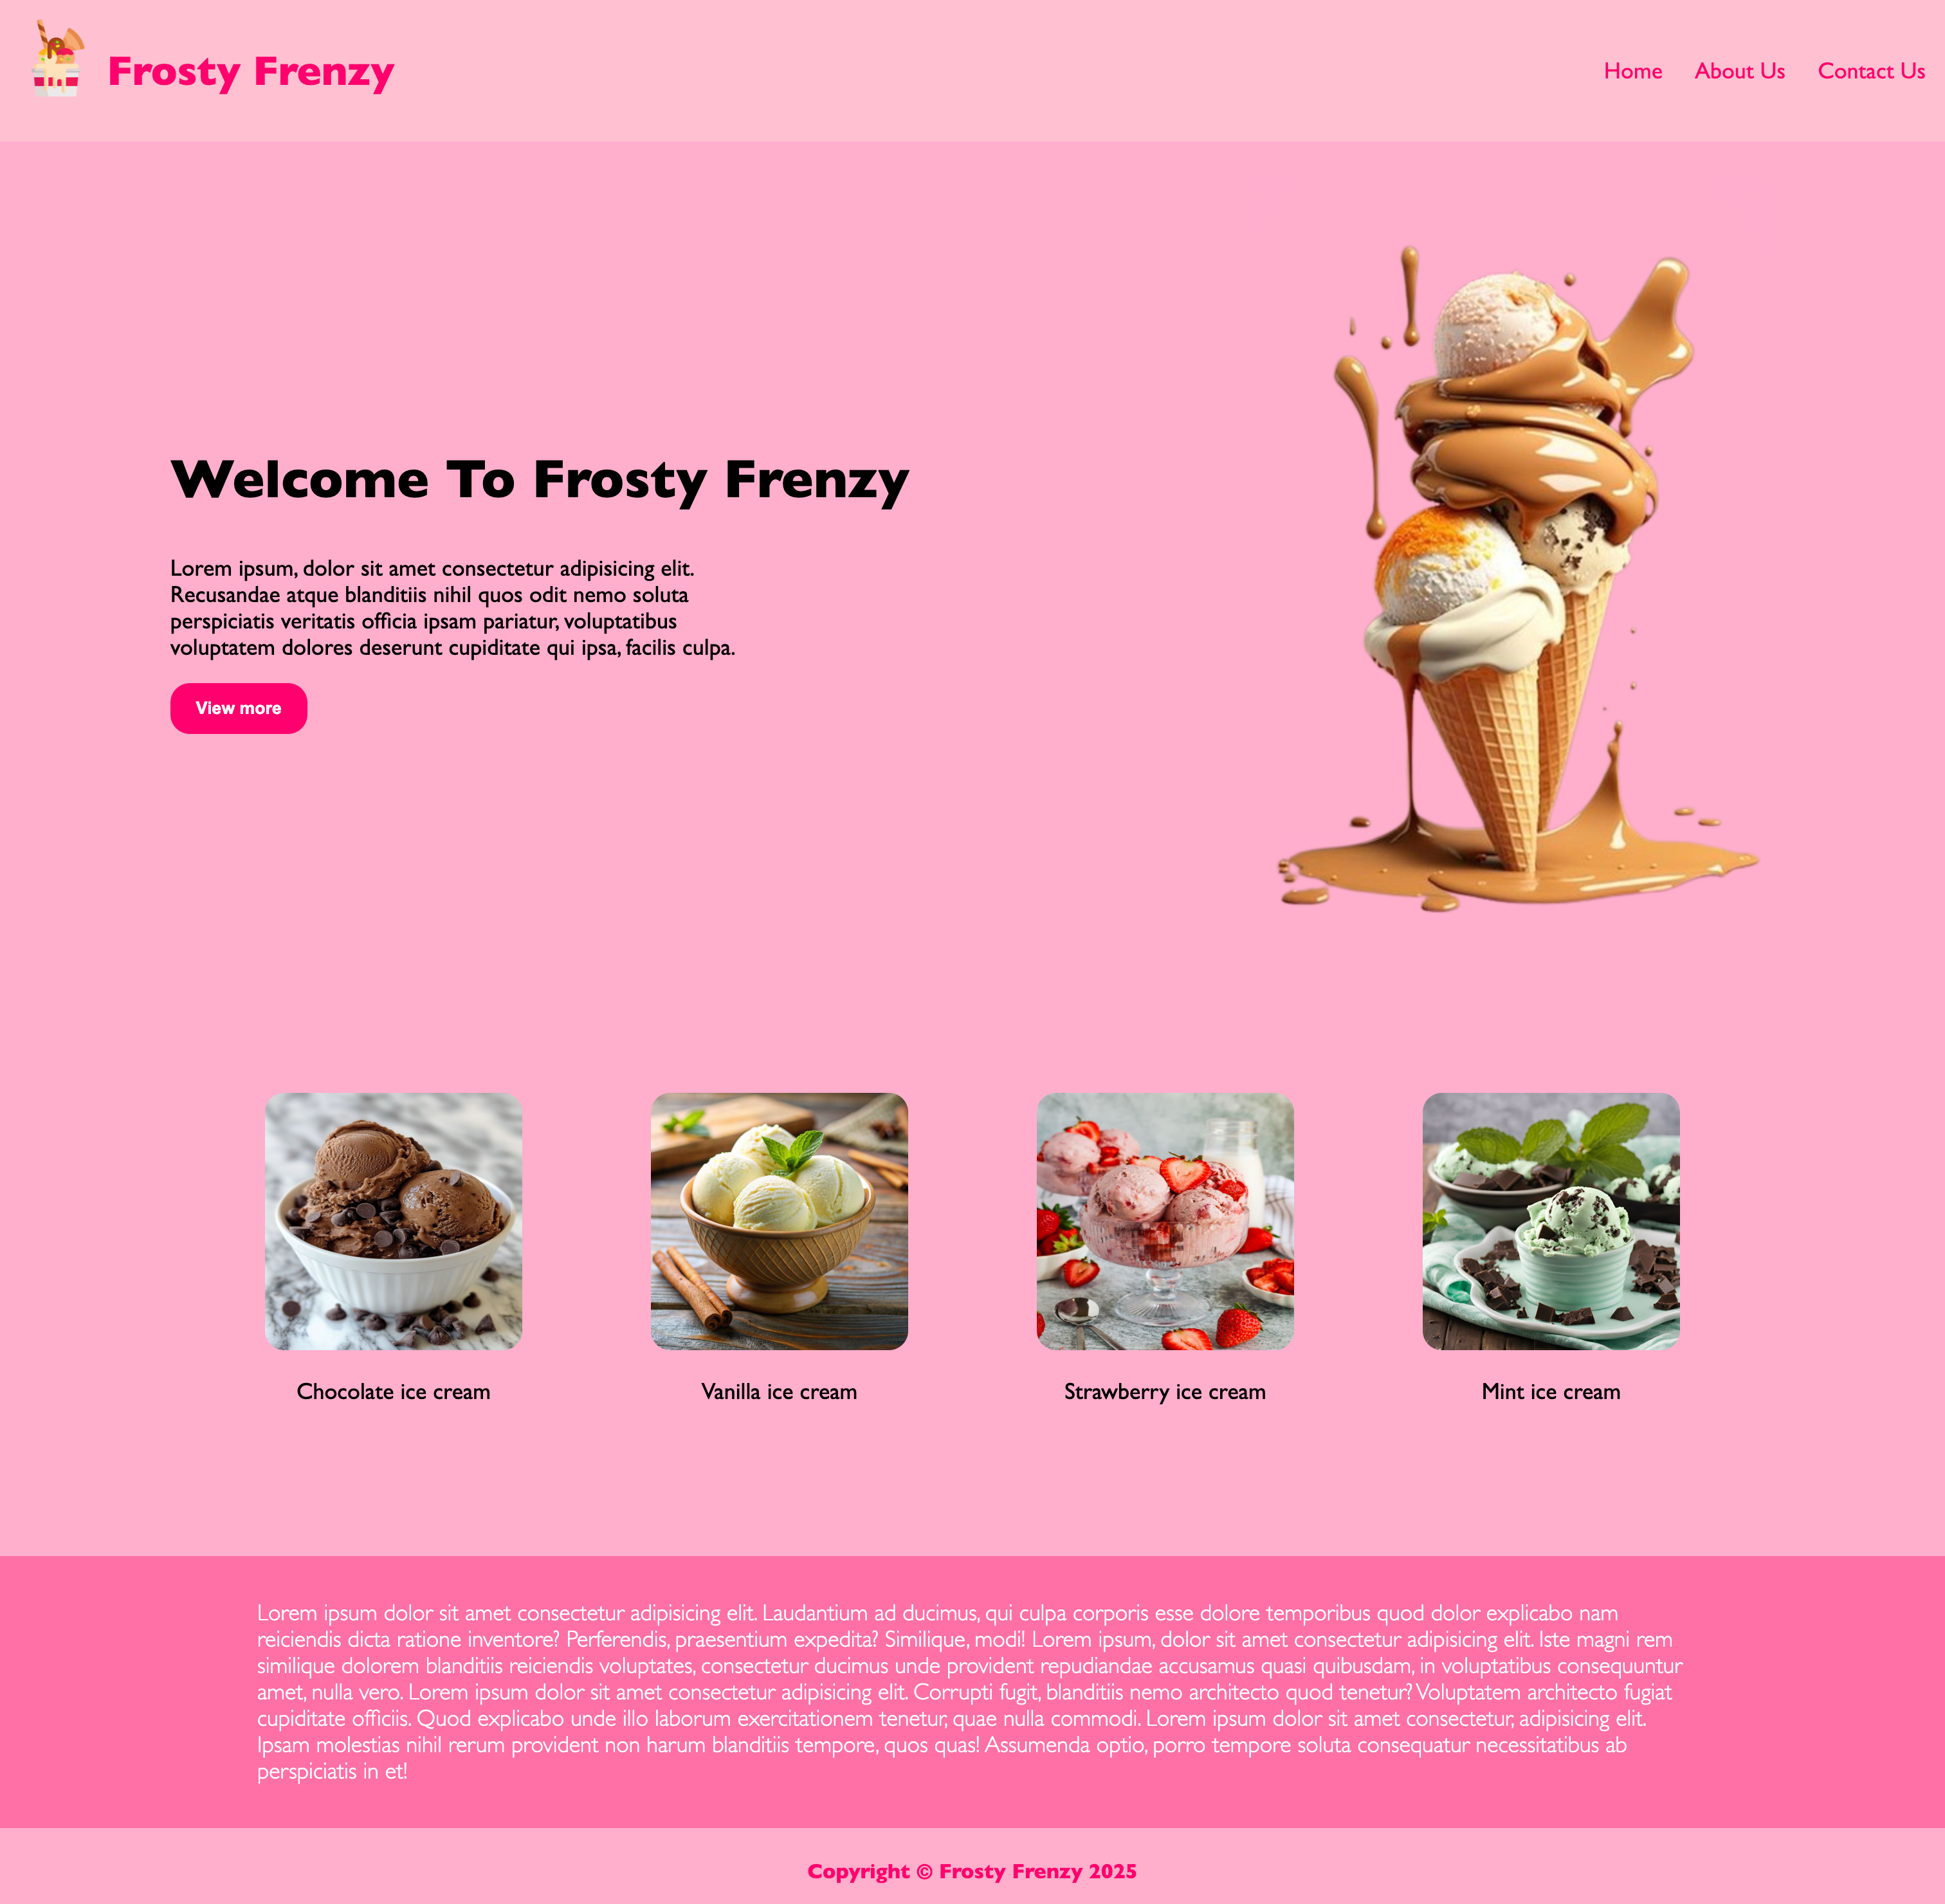 Frosty Frenzy
Home
About Us
Contact Us
Welcome To Frosty Frenzy
Lorem ipsum, dolor sit amet consectetur adipisicing elit.
Recusandae atque blanditiis nihil quos odit nemo soluta
perspiciatis veritatis officia ipsam pariatur, voluptatibus
voluptatem dolores deserunt cupiditate qui ipsa, facilis culpa.
View more
Chocolate ice cream
Vanilla ice cream
Strawberry ice cream
Mint ice cream
Lorem ipsum dolor sit amet consectetur adipisicing elit. Laudantium ad ducimus, qui culpa corporis esse dolore temporibus quod dolor explicabo nam
reiciendis dicta ratione inventore? Perferendis, praesentium expedita? Similique, modi! Lorem ipsum, dolor sit amet consectetur adipisicing elit. Iste magni rem
similique dolorem blanditiis reiciendis voluptates, consectetur ducimus unde provident repudiandae accusamus quasi quibusdam, in voluptatibus consequuntur
amet, nulla vero. Lorem ipsum dolor sit amet consectetur adipisicing elit. Corrupti fugit, blanditiis nemo architecto quod tenetur? Voluptatem architecto fugiat
cupiditate officiis. Quod explicabo unde illo laborum exercitationem tenetur, quae nulla commodi. Lorem ipsum dolor sit amet consectetur, adipisicing elit.
Ipsam molestias nihil rerum provident non harum blanditiis tempore, quos quas! Assumenda optio, porro tempore soluta consequatur necessitatibus ab
perspiciatis in et!
Copyright © Frosty Frenzy 2025